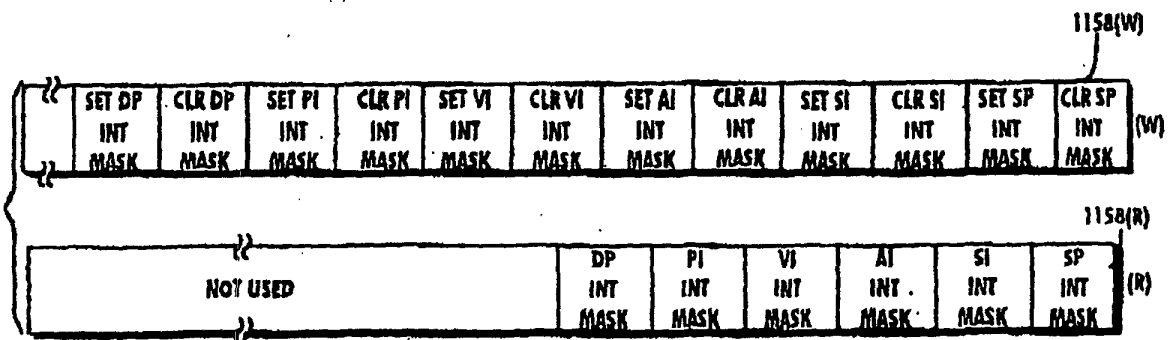 1158(W)
SET DP CLR DP SET PI CLR PI SET VI CLR VI SET AI CLR AI SET SI CLR SI SET SP CLR SP
INT INT INT INT INT INT INT INT INT INT INT INT (W)
MASK MASK MASK MASK MASK MASK MASK MASK MASK MASK MASK MASK
1158(R)
DP PI VI AI SI SP
NOT USED INT INT INT INT INT INT (R)
MASK MASK MASK MASK MASK MASK